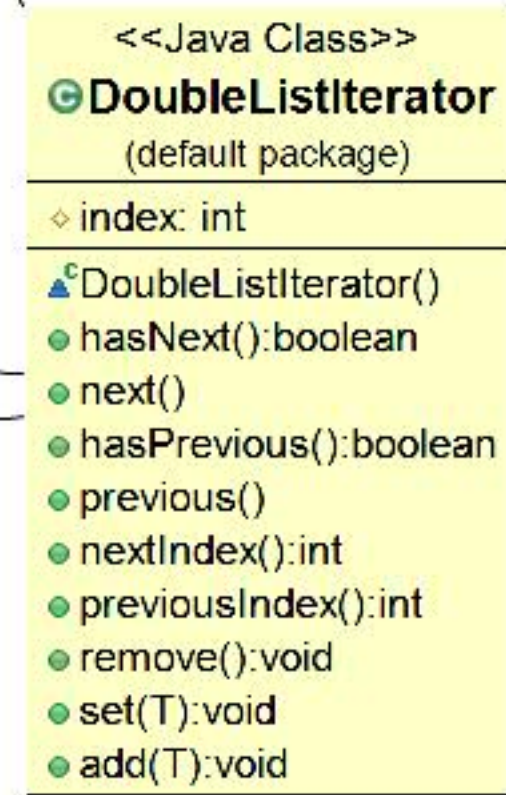 <<Java Class>>
DoubleListIterator
(default package)
index: int
DoubleListIterator()
hasNext():boolean
next()
hasPrevious():boolean
previous()
nextIndex():int
previousIndex():int
remove():void
set(T):void
add(T):void